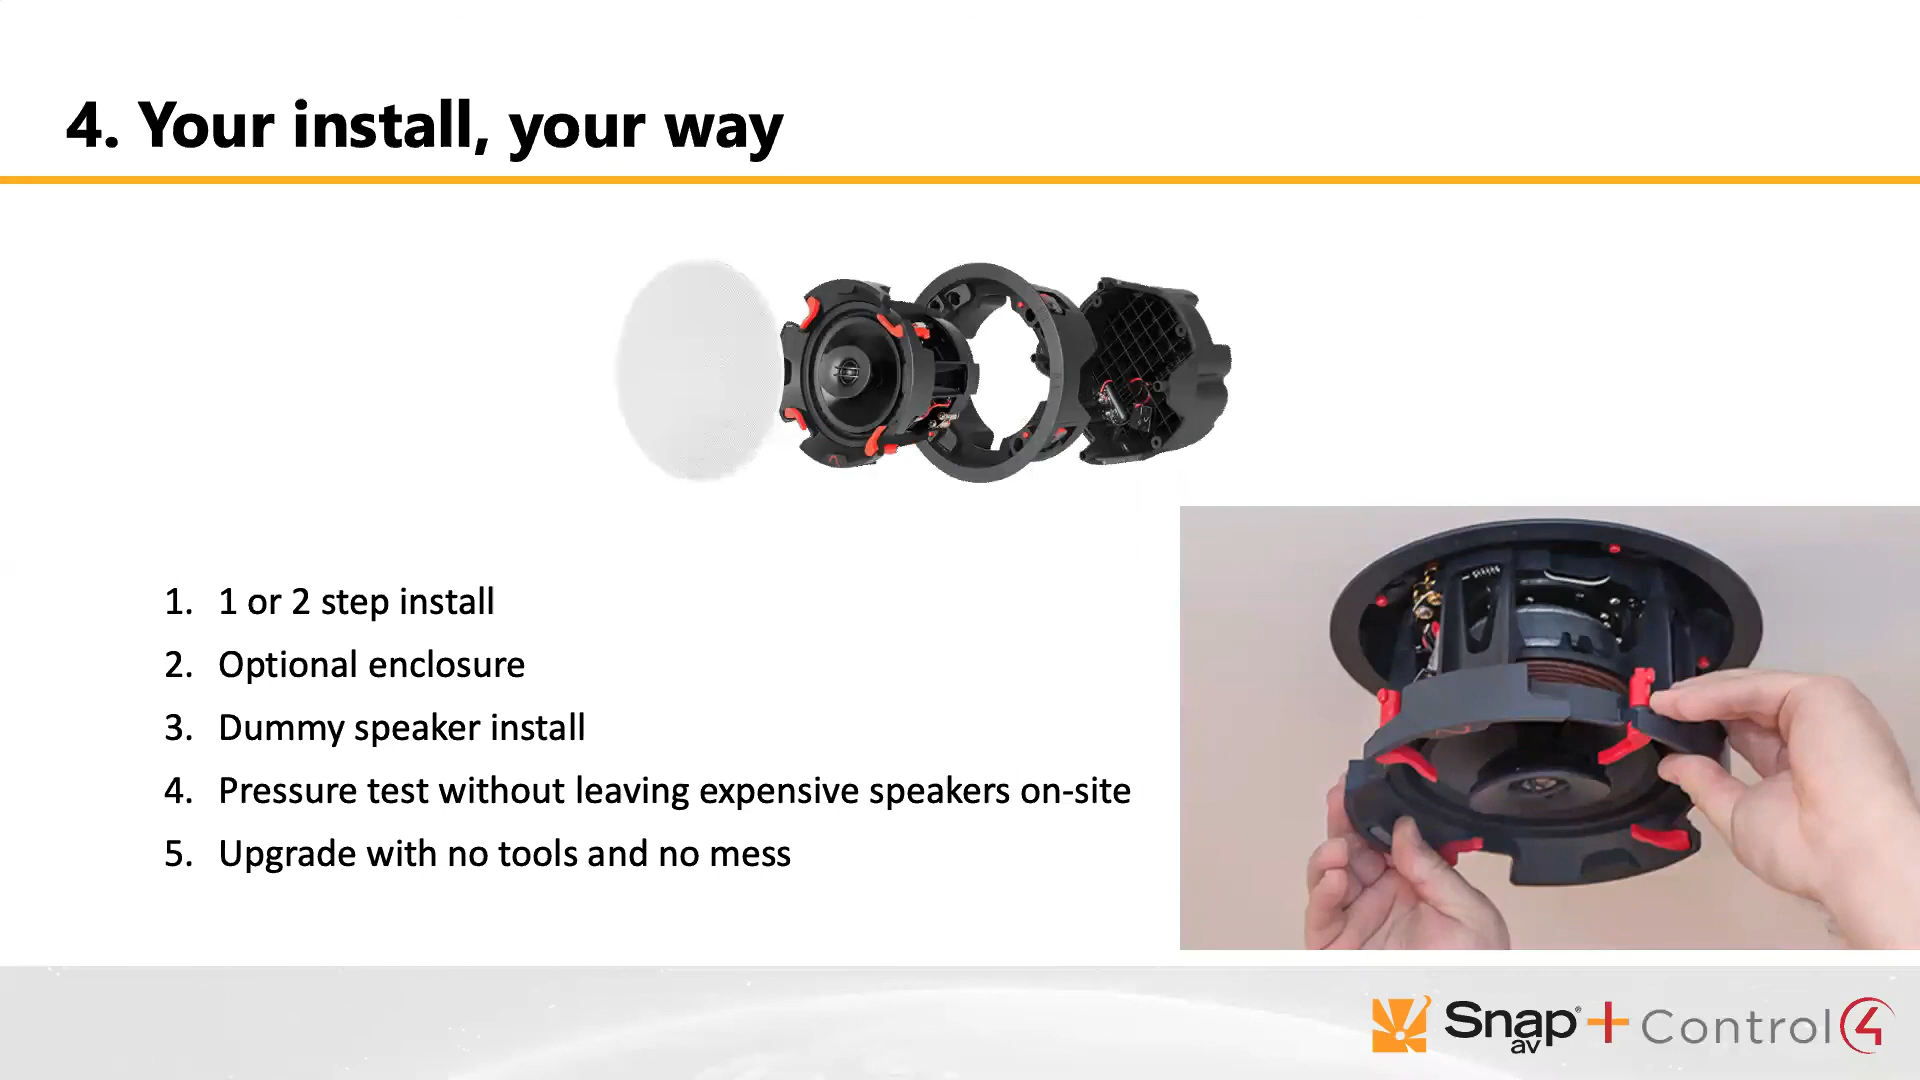 4. Your install, your way
1. 1 or 2 step install
2. Optional enclosure
3. Dummy speaker install
4. Pressure test without leaving expensive speakers on-site
5. Upgrade with no tools and no mess
Snap® + Control4
av